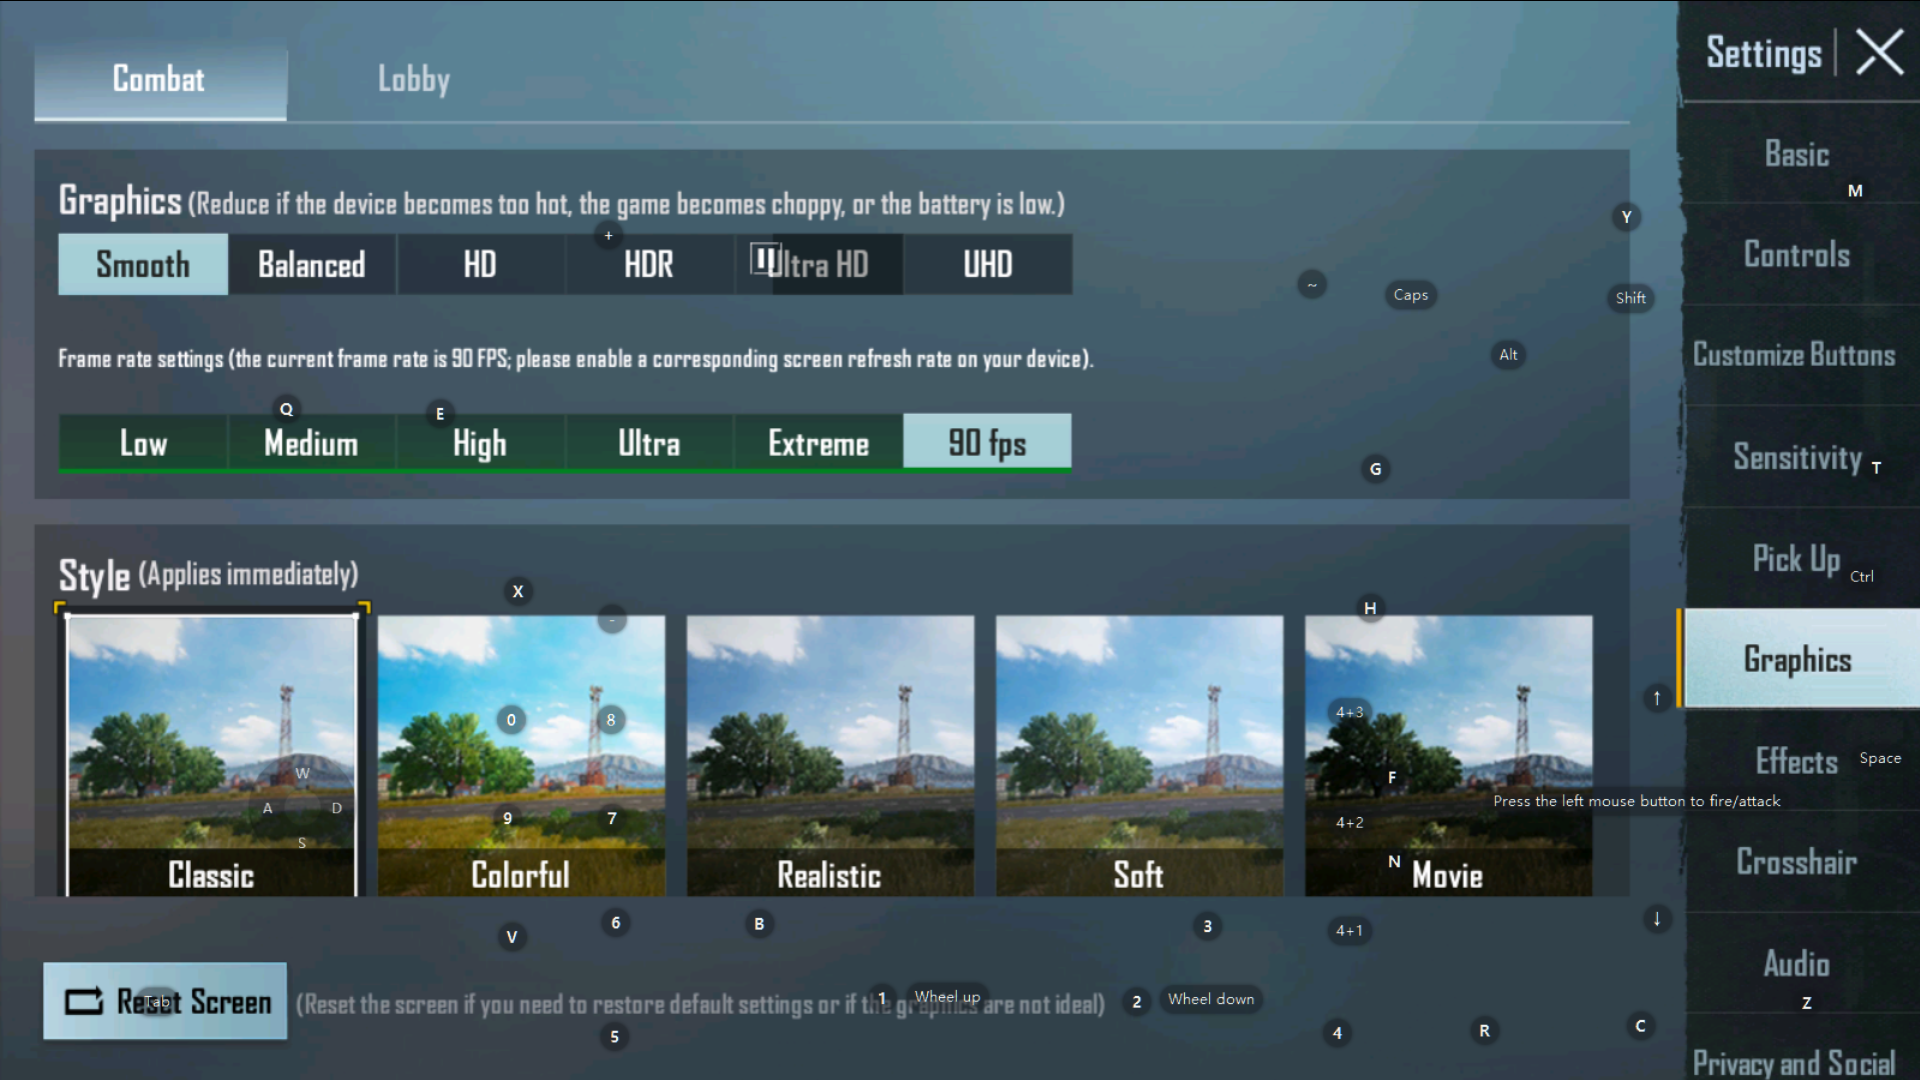 Combat
Lobby
Settings
Basic
M
Y
Graphics (Reduce if the device becomes too hot, the game becomes choppy, or the battery is low.)
+
Smooth Balanced HD HDR Ultra HD UHD
Controls
~
Caps
Shift
Frame rate settings (the current frame rate is 90 FPS; please enable a corresponding screen refresh rate on your device).
Alt
Customize Buttons
Q
E
Low Medium High Ultra Extreme 90 fps
G
Sensitivity
T
Style (Applies immediately)
Pick Up
Ctrl
X
-
H
Graphics
↑
0
8
4+3
W
A
D
S
F
Effects
Space
Press the left mouse button to fire/attack
9
7
4+2
N
Classic Colorful Realistic Soft Movie
Crosshair
V
6
B
3
4+1
↓
Audio
Z
Tab
Reset Screen (Reset the screen if you need to restore default settings or if the graphics are not ideal)
1
Wheel up
2
Wheel down
5
4
R
C
Privacy and Social